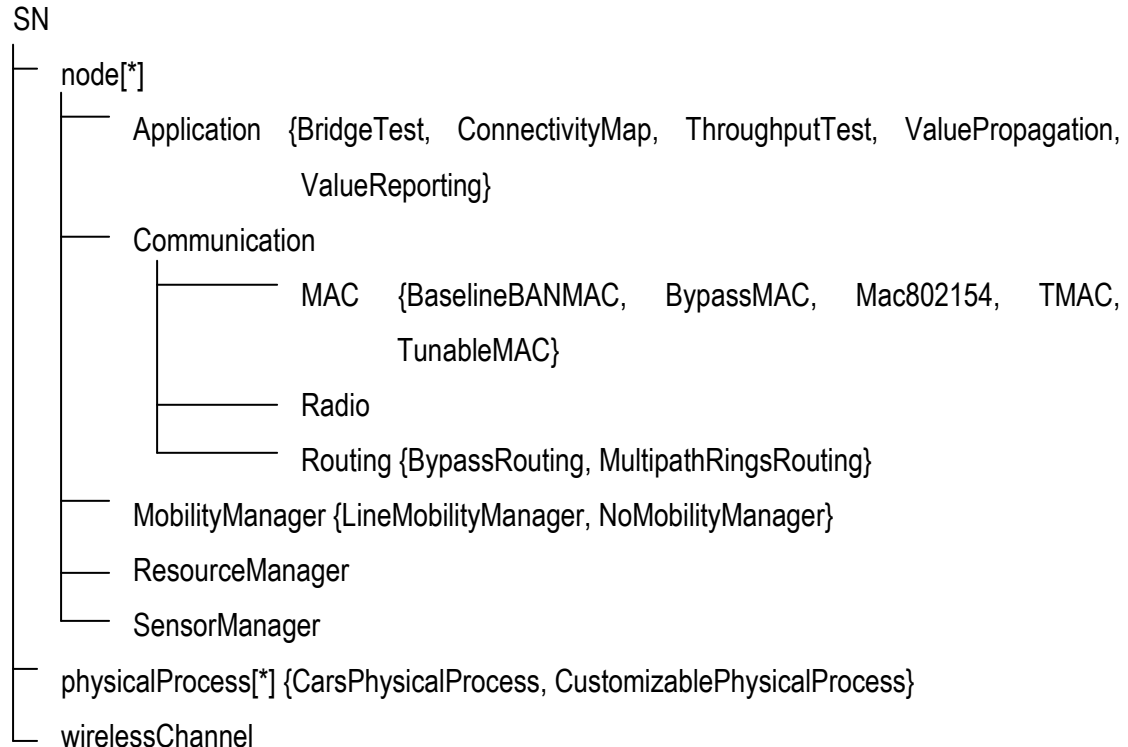 SN
node[*]
Application {BridgeTest, ConnectivityMap, ThroughputTest, ValuePropagation,
ValueReporting}
Communication
MAC {BaselineBANMAC, BypassMAC, Mac802154, TMAC,
TunableMAC}
Radio
Routing {BypassRouting, MultipathRingsRouting}
MobilityManager {LineMobilityManager, NoMobilityManager}
ResourceManager
SensorManager
physicalProcess[*] {CarsPhysicalProcess, CustomizablePhysicalProcess}
wirelessChannel